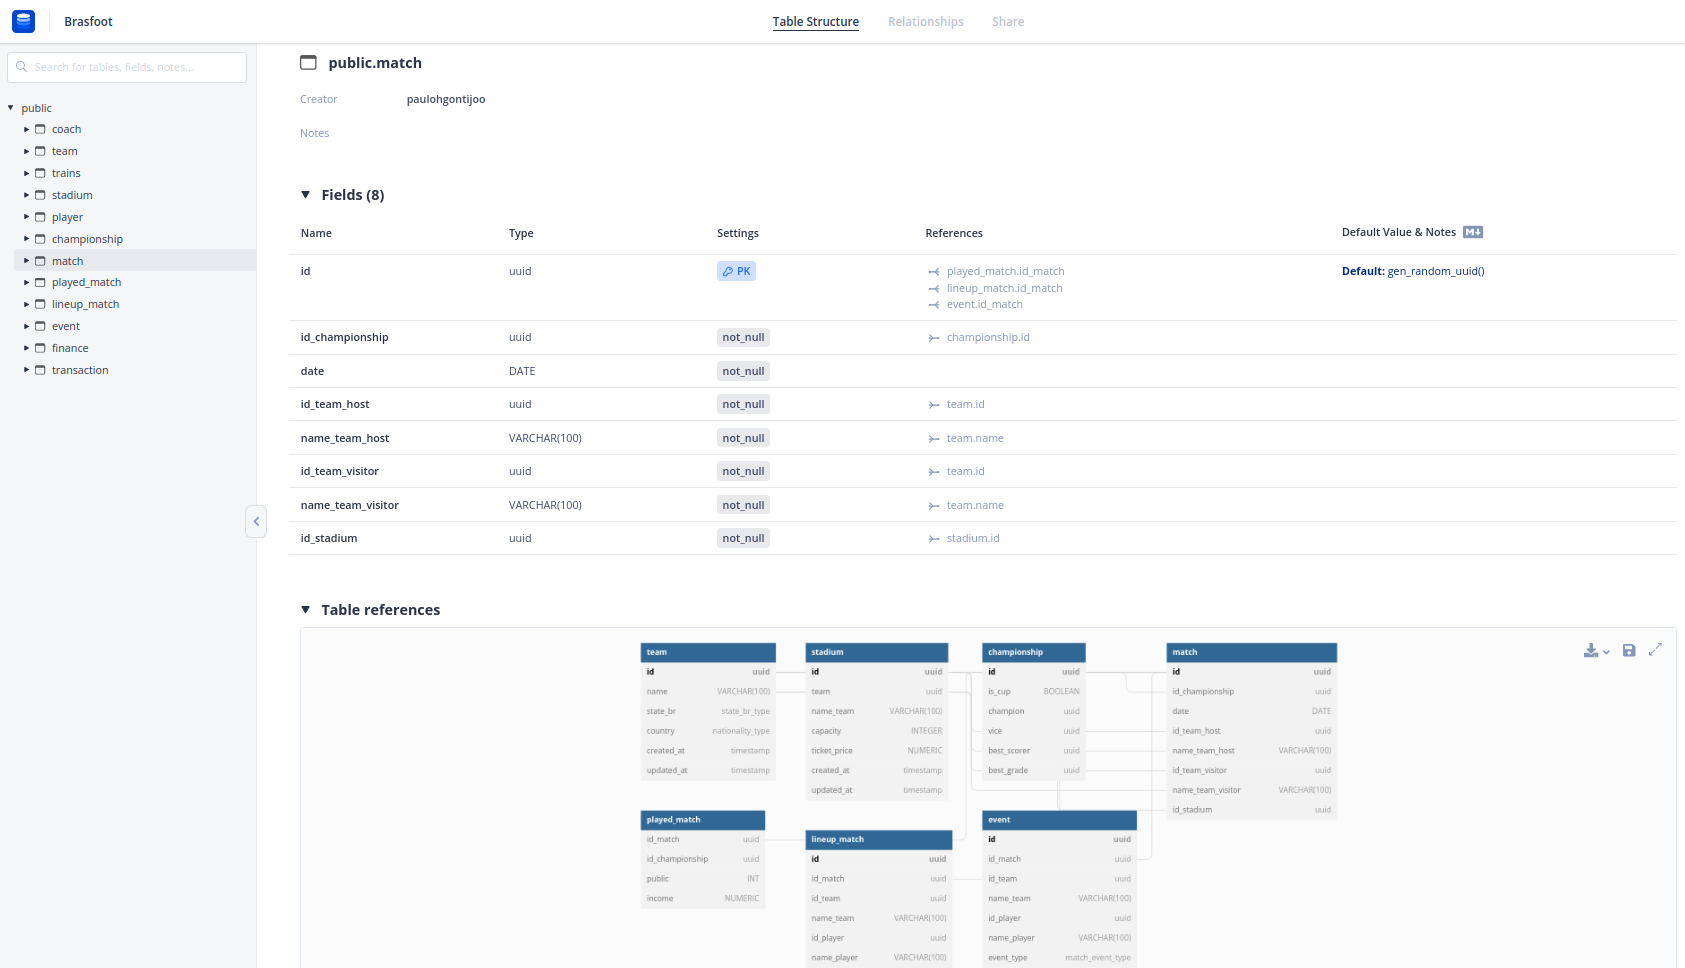 Brasfoot
Table Structure Relationships Share
Search for tables, fields, notes...
public
coach
team
trains
stadium
player
championship
match
played_match
lineup_match
event
finance
transaction
public.match
Creator paulohgontijoo
Notes
Fields (8)
Name Type Settings References Default Value & Notes M↓
id uuid PK played_match.id_match Default: gen_random_uuid()
lineup_match.id_match
event.id_match
id_championship uuid not_null championship.id
date DATE not_null
id_team_host uuid not_null team.id
name_team_host VARCHAR(100) not_null team.name
id_team_visitor uuid not_null team.id
name_team_visitor VARCHAR(100) not_null team.name
id_stadium uuid not_null stadium.id
Table references
team
id uuid
name VARCHAR(100)
state_br state_br_type
country nationality_type
created_at timestamp
updated_at timestamp
stadium
id uuid
team uuid
name_team VARCHAR(100)
capacity INTEGER
ticket_price NUMERIC
created_at timestamp
updated_at timestamp
championship
id uuid
is_cup BOOLEAN
champion uuid
vice uuid
best_scorer uuid
best_grade uuid
match
id uuid
id_championship uuid
date DATE
id_team_host uuid
name_team_host VARCHAR(100)
id_team_visitor uuid
name_team_visitor VARCHAR(100)
id_stadium uuid
played_match
id_match uuid
id_championship uuid
public INT
income NUMERIC
lineup_match
id uuid
id_match uuid
id_team uuid
name_team VARCHAR(100)
id_player uuid
name_player VARCHAR(100)
event
id uuid
id_match uuid
id_team uuid
name_team VARCHAR(100)
id_player uuid
name_player VARCHAR(100)
event_type match_event_type